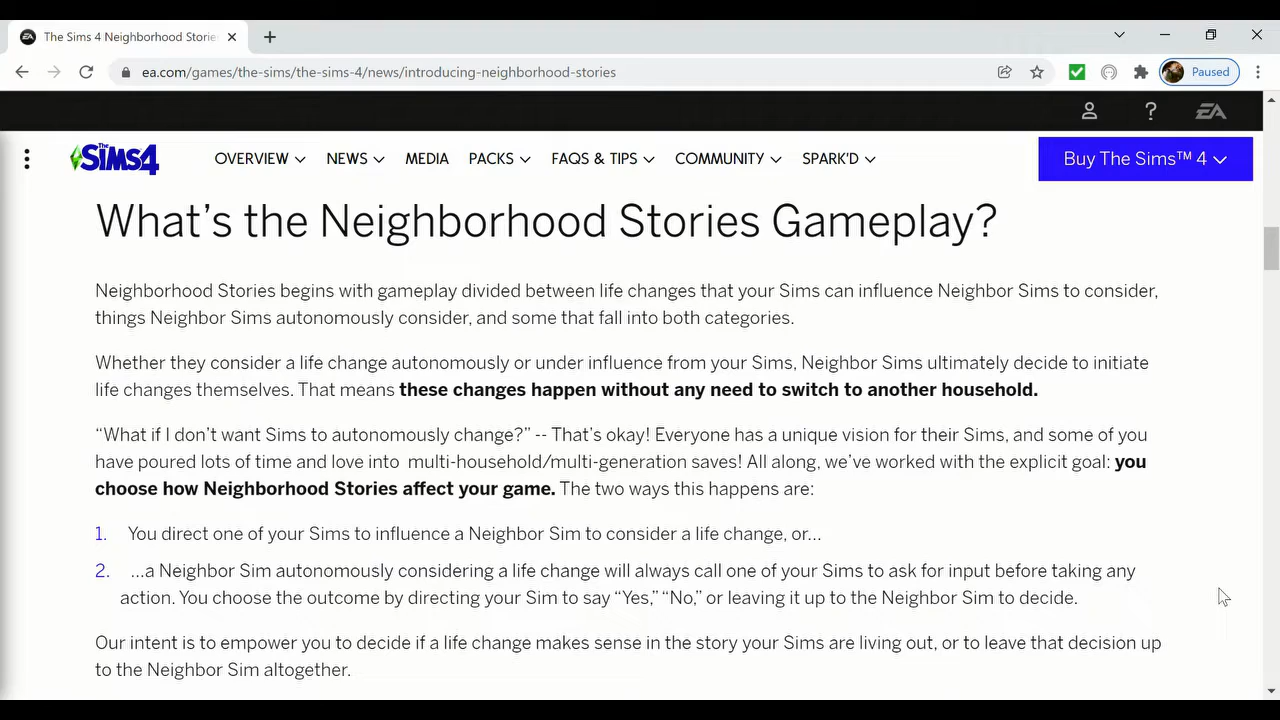 The Sims 4 Neighborhood Storie
ea.com/games/the-sims/the-sims-4/news/introducing-neighborhood-stories
Paused
EA
The SiMS4
OVERVIEW
NEWS
MEDIA
PACKS
FAQS & TIPS
COMMUNITY
SPARK'D
Buy The Sims™ 4
What’s the Neighborhood Stories Gameplay?
Neighborhood Stories begins with gameplay divided between life changes that your Sims can influence Neighbor Sims to consider,
things Neighbor Sims autonomously consider, and some that fall into both categories.
Whether they consider a life change autonomously or under influence from your Sims, Neighbor Sims ultimately decide to initiate
life changes themselves. That means these changes happen without any need to switch to another household.
“What if I don’t want Sims to autonomously change?” -- That’s okay! Everyone has a unique vision for their Sims, and some of you
have poured lots of time and love into multi-household/multi-generation saves! All along, we’ve worked with the explicit goal: you
choose how Neighborhood Stories affect your game. The two ways this happens are:
1. You direct one of your Sims to influence a Neighbor Sim to consider a life change, or...
2. ...a Neighbor Sim autonomously considering a life change will always call one of your Sims to ask for input before taking any
action. You choose the outcome by directing your Sim to say “Yes,” “No,” or leaving it up to the Neighbor Sim to decide.
Our intent is to empower you to decide if a life change makes sense in the story your Sims are living out, or to leave that decision up
to the Neighbor Sim altogether.